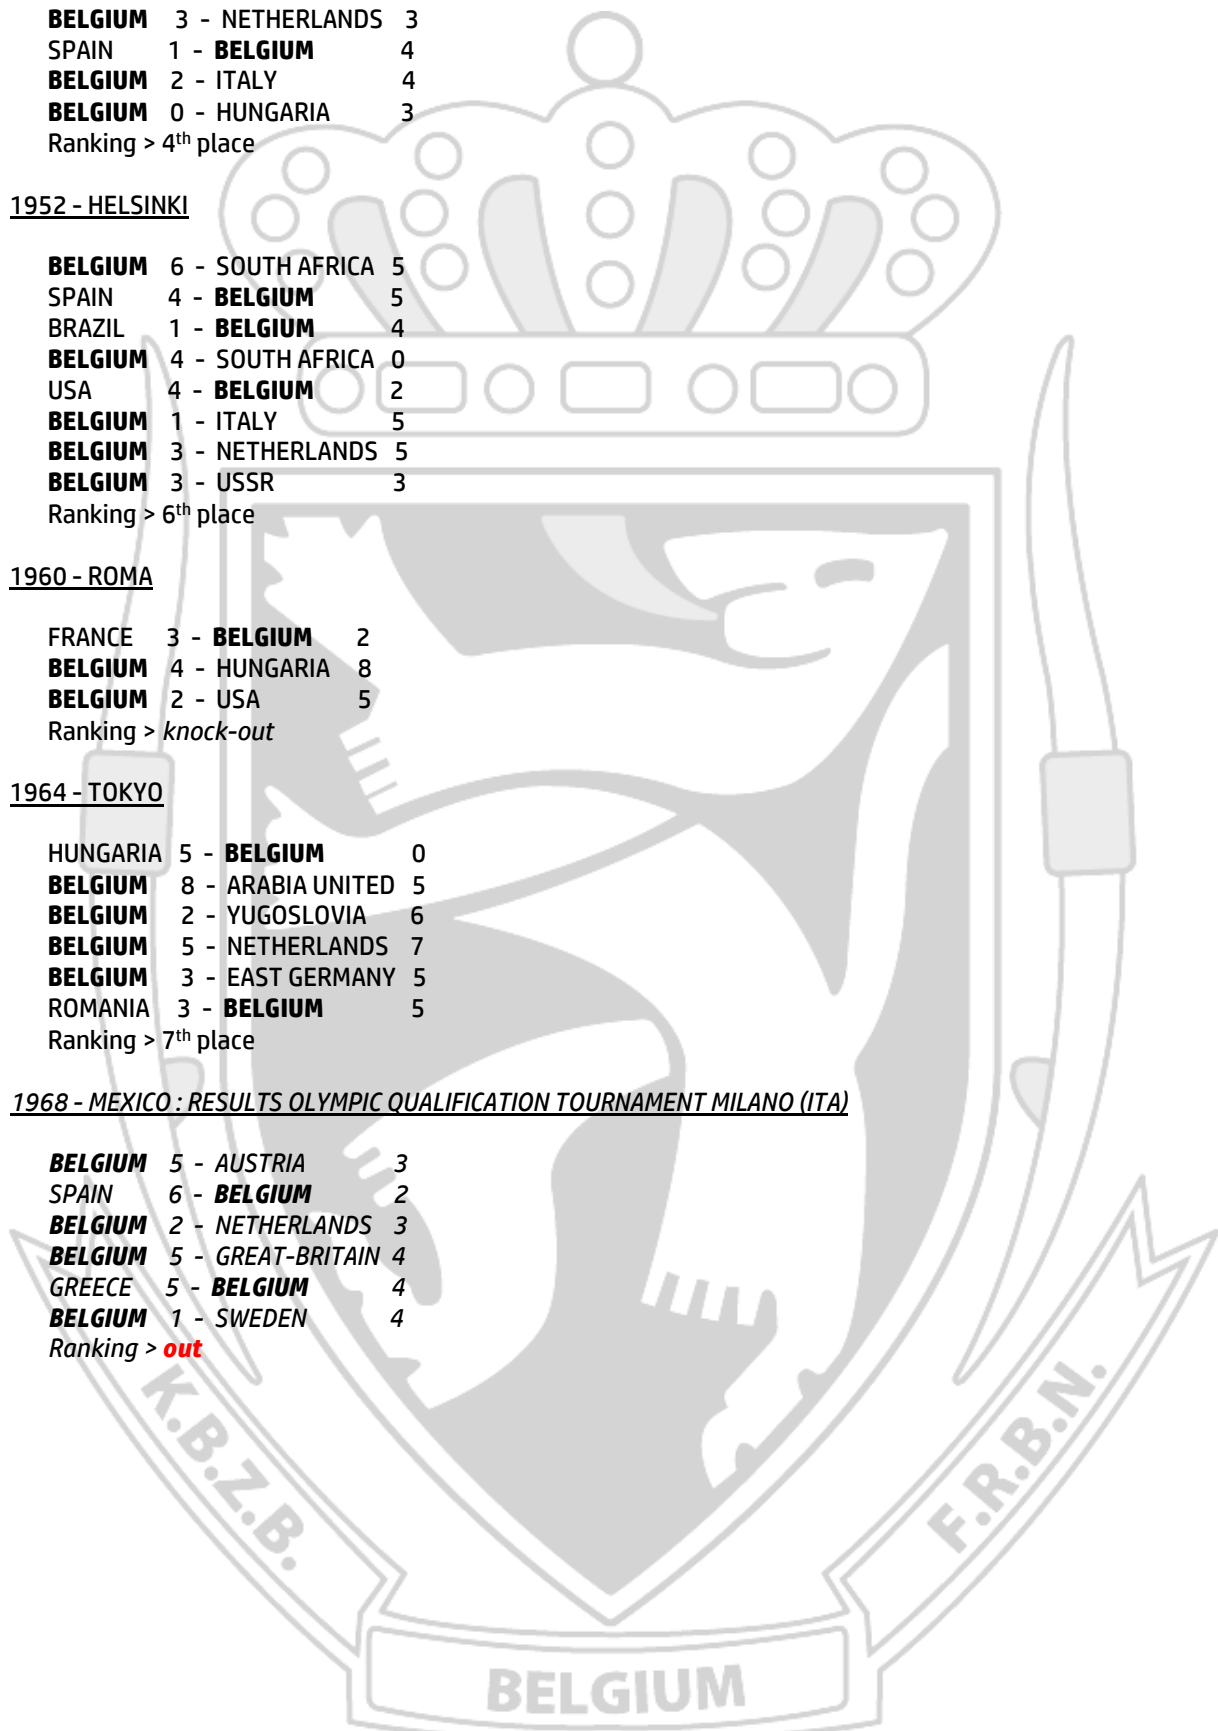 BELGIUM 3 - NETHERLANDS 3
SPAIN 1 - BELGIUM 4
BELGIUM 2 - ITALY 4
BELGIUM 0 - HUNGARIA 3
Ranking > 4th place
1952 - HELSINKI
BELGIUM 6 - SOUTH AFRICA 5
SPAIN 4 - BELGIUM 5
BRAZIL 1 - BELGIUM 4
BELGIUM 4 - SOUTH AFRICA 0
USA 4 - BELGIUM 2
BELGIUM 1 - ITALY 5
BELGIUM 3 - NETHERLANDS 5
BELGIUM 3 - USSR 3
Ranking > 6th place
1960 - ROMA
FRANCE 3 - BELGIUM 2
BELGIUM 4 - HUNGARIA 8
BELGIUM 2 - USA 5
Ranking > knock-out
1964 - TOKYO
HUNGARIA 5 - BELGIUM 0
BELGIUM 8 - ARABIA UNITED 5
BELGIUM 2 - YUGOSLOVIA 6
BELGIUM 5 - NETHERLANDS 7
BELGIUM 3 - EAST GERMANY 5
ROMANIA 3 - BELGIUM 5
Ranking > 7th place
1968 - MEXICO : RESULTS OLYMPIC QUALIFICATION TOURNAMENT MILANO (ITA)
BELGIUM 5 - AUSTRIA 3
SPAIN 6 - BELGIUM 2
BELGIUM 2 - NETHERLANDS 3
BELGIUM 5 - GREAT-BRITAIN 4
GREECE 5 - BELGIUM 4
BELGIUM 1 - SWEDEN 4
Ranking > out
K.B.Z.B.
F.R.B.N.
BELGIUM